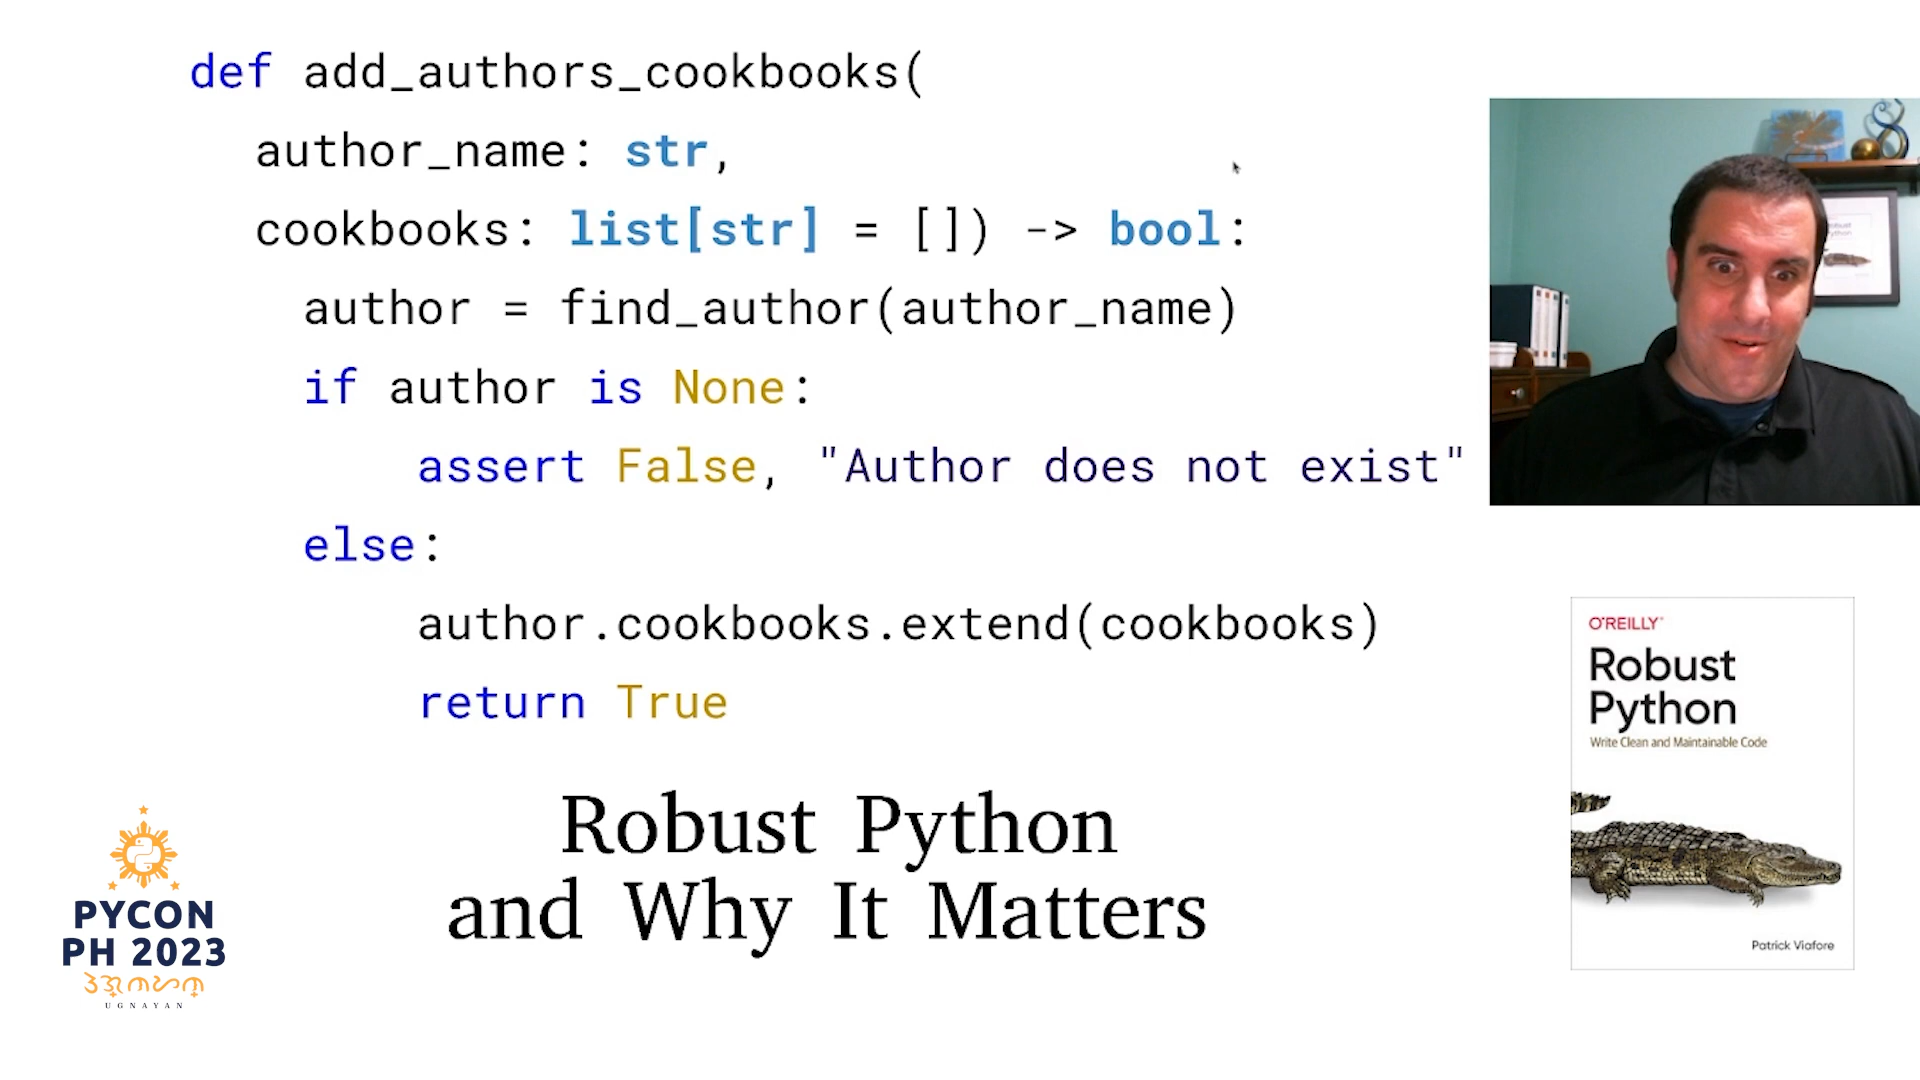 def add_authors_cookbooks(
author_name: str,
cookbooks: list[str] = []) -> bool:
author = find_author(author_name)
if author is None:
assert False, "Author does not exist"
else:
author.cookbooks.extend(cookbooks)
return True
Robust Python
and Why It Matters
PYCON
PH 2023
UGNAYAN
O'REILLY®
Robust
Python
Write Clean and Maintainable Code
Patrick Viafore